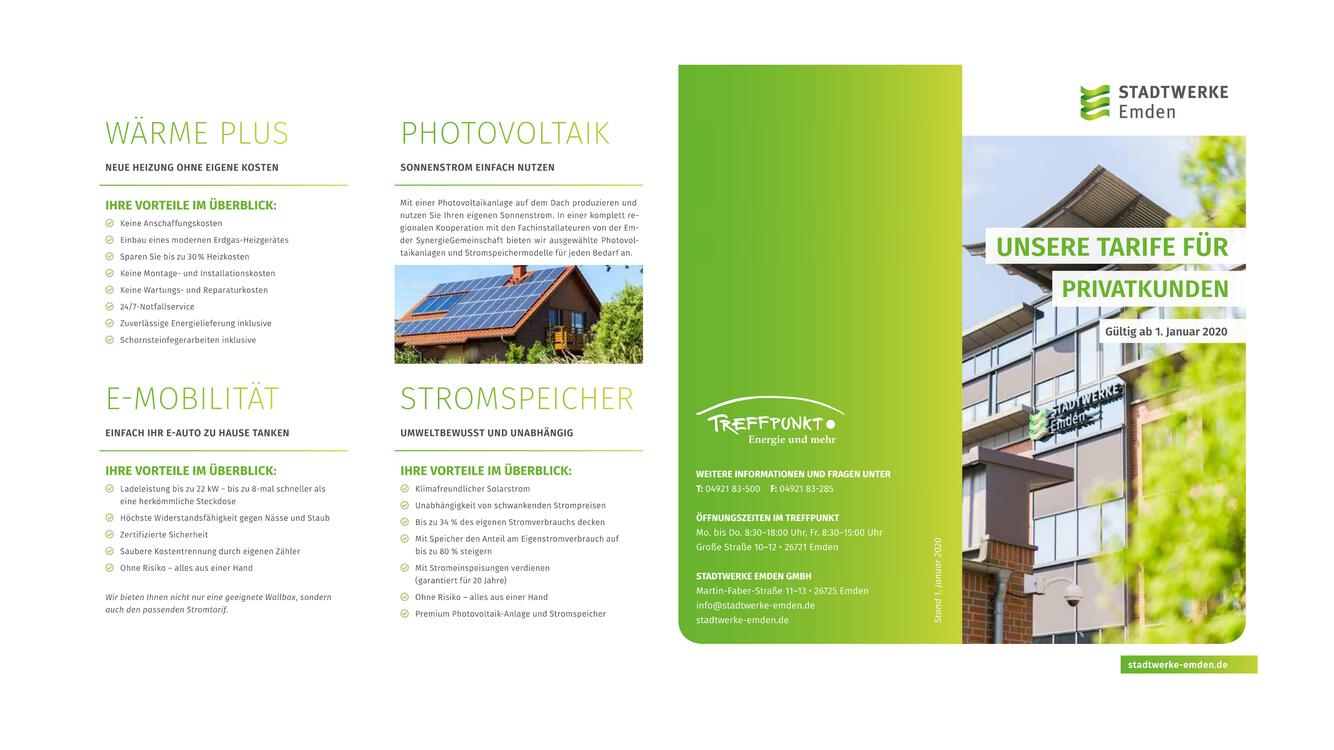 WÄRME PLUS
NEUE HEIZUNG OHNE EIGENE KOSTEN
IHRE VORTEILE IM ÜBERBLICK:
Keine Anschaffungskosten
Einbau eines modernen Erdgas-Heizgerätes
Sparen Sie bis zu 30 % Heizkosten
Keine Montage- und Installationskosten
Keine Wartungs- und Reparaturkosten
24/7-Notfallservice
Zuverlässige Energielieferung inklusive
Schornsteinfegerarbeiten inklusive
E-MOBILITÄT
EINFACH IHR E-AUTO ZU HAUSE TANKEN
IHRE VORTEILE IM ÜBERBLICK:
Ladeleistung bis zu 22 kW – bis zu 8-mal schneller als
eine herkömmliche Steckdose
Höchste Widerstandsfähigkeit gegen Nässe und Staub
Zertifizierte Sicherheit
Saubere Kostentrennung durch eigenen Zähler
Ohne Risiko – alles aus einer Hand
Wir bieten Ihnen nicht nur eine geeignete Wallbox, sondern
auch den passenden Stromtarif.
PHOTOVOLTAIK
SONNENSTROM EINFACH NUTZEN
Mit einer Photovoltaikanlage auf dem Dach produzieren und
nutzen Sie Ihren eigenen Sonnenstrom. In einer komplett re-
gionalen Kooperation mit den Fachinstallateuren von der Em-
der SynergieGemeinschaft bieten wir ausgewählte Photovol-
taikanlagen und Stromspeichermodelle für jeden Bedarf an.
STROMSPEICHER
UMWELTBEWUSST UND UNABHÄNGIG
IHRE VORTEILE IM ÜBERBLICK:
Klimafreundlicher Solarstrom
Unabhängigkeit von schwankenden Strompreisen
Bis zu 34 % des eigenen Stromverbrauchs decken
Mit Speicher den Anteil am Eigenstromverbrauch auf
bis zu 80 % steigern
Mit Stromeinspeisungen verdienen
(garantiert für 20 Jahre)
Ohne Risiko – alles aus einer Hand
Premium Photovoltaik-Anlage und Stromspeicher
TREFFPUNKT
Energie und mehr
WEITERE INFORMATIONEN UND FRAGEN UNTER
T: 04921 83-500 F: 04921 83-285
ÖFFNUNGSZEITEN IM TREFFPUNKT
Mo. bis Do. 8:30–18:00 Uhr, Fr. 8:30–15:00 Uhr
Große Straße 10–12 • 26721 Emden
STADTWERKE EMDEN GMBH
Martin-Faber-Straße 11–13 • 26725 Emden
info@stadtwerke-emden.de
stadtwerke-emden.de
Stand 1. Januar 2020
STADTWERKE
Emden
UNSERE TARIFE FÜR
PRIVATKUNDEN
Gültig ab 1. Januar 2020
STADTWERKE
Emden
stadtwerke-emden.de